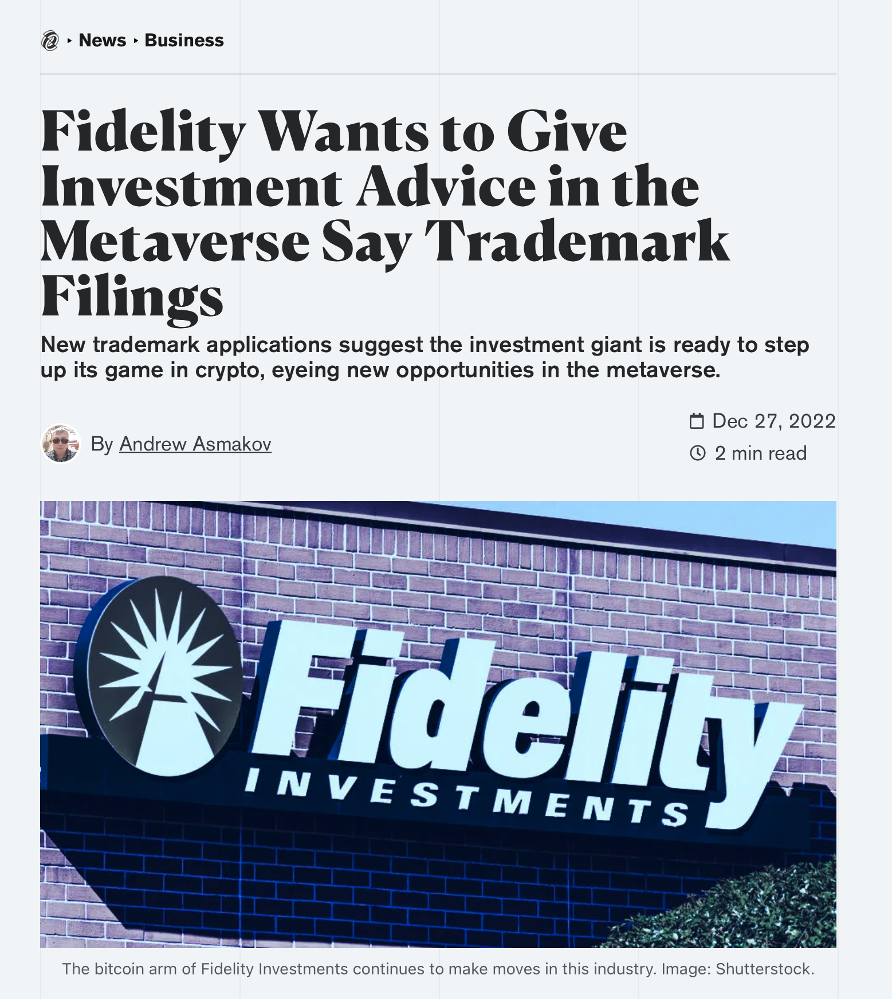 News Business
Fidelity Wants to Give
Investment Advice in the
Metaverse Say Trademark
Filings
New trademark applications suggest the investment giant is ready to step
up its game in crypto, eyeing new opportunities in the metaverse.
By Andrew Asmakov
Dec 27, 2022
2 min read
Fidelity
INVESTMENTS
The bitcoin arm of Fidelity Investments continues to make moves in this industry. Image: Shutterstock.